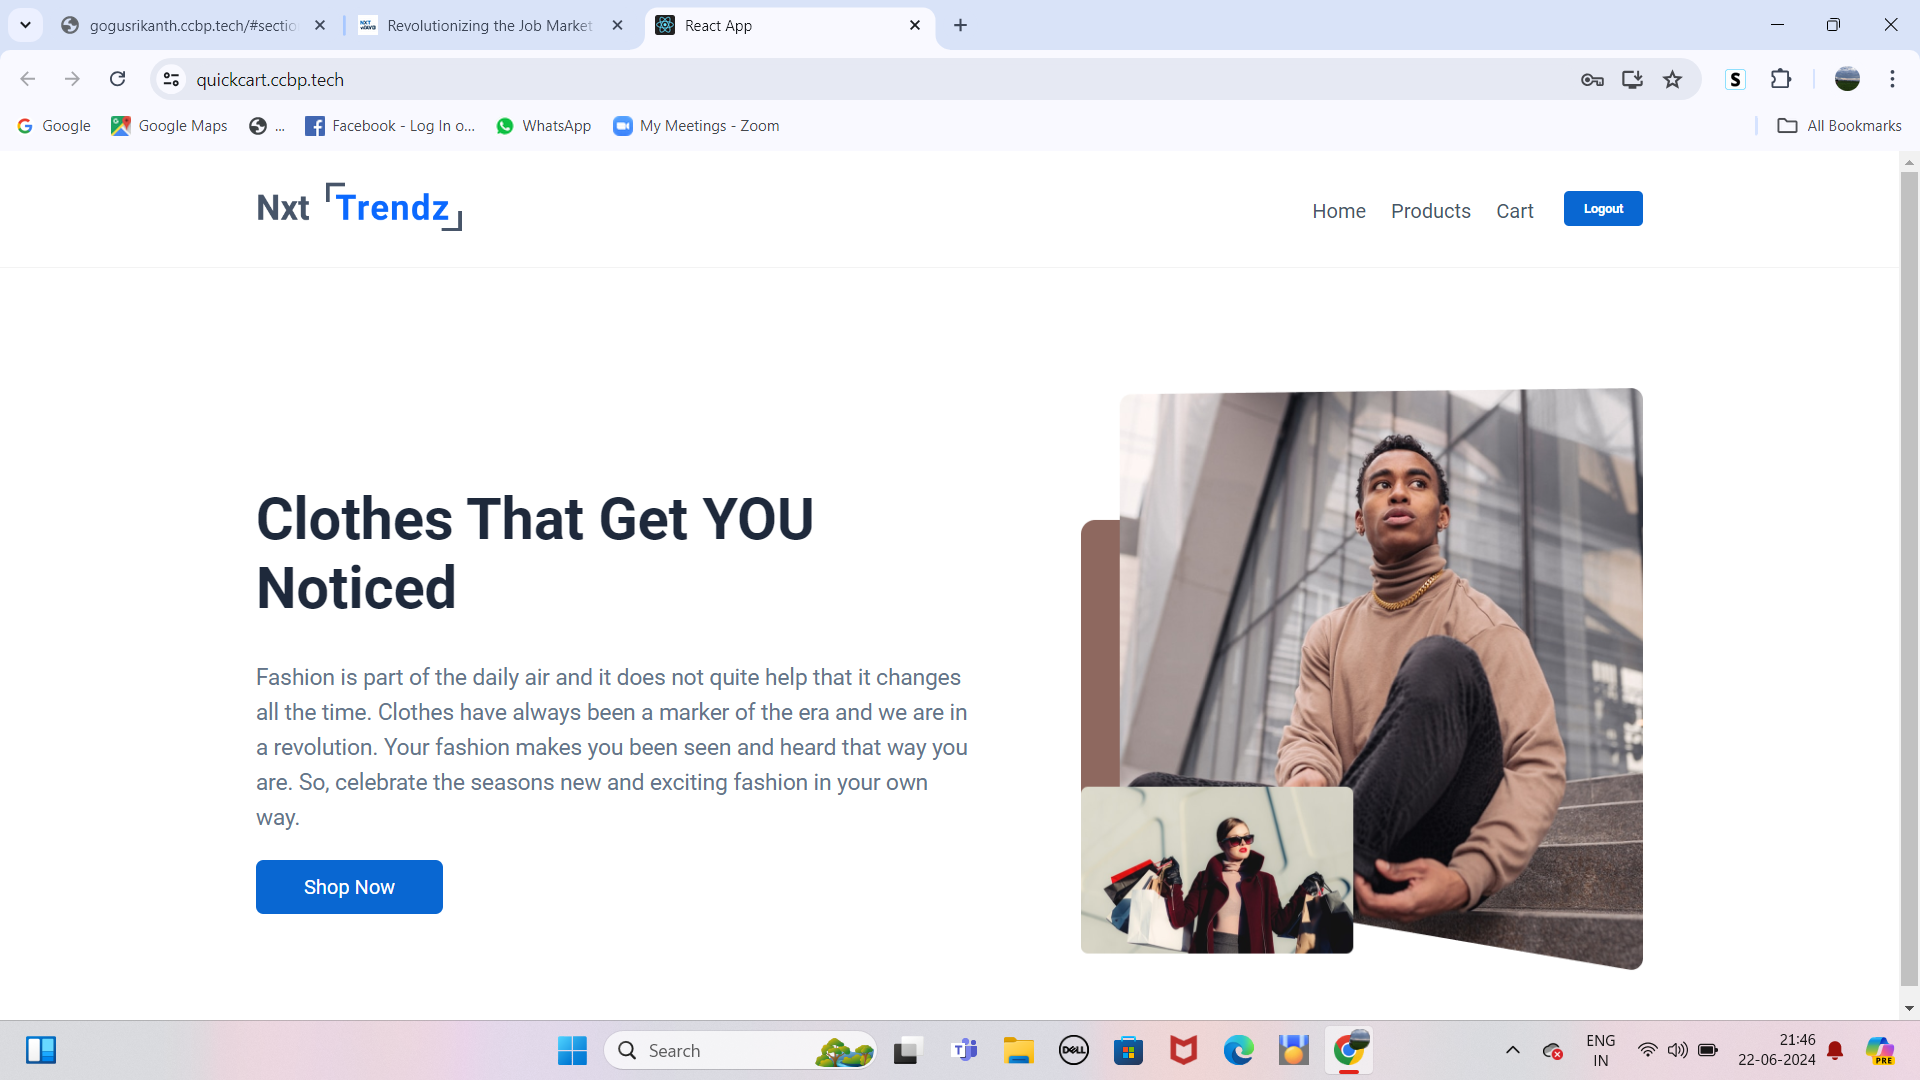 gogusrikanth.ccbp.tech/#sectio
Revolutionizing the Job Market
React App
quickcart.ccbp.tech
S
Google
Google Maps
...
Facebook - Log In o...
WhatsApp
My Meetings - Zoom
All Bookmarks
Nxt Trendz
Home
Products
Cart
Logout
Clothes That Get YOU
Noticed
Fashion is part of the daily air and it does not quite help that it changes
all the time. Clothes have always been a marker of the era and we are in
a revolution. Your fashion makes you been seen and heard that way you
are. So, celebrate the seasons new and exciting fashion in your own
way.
Shop Now
Search
DELL
ENG
IN
21:46
22-06-2024
PRE